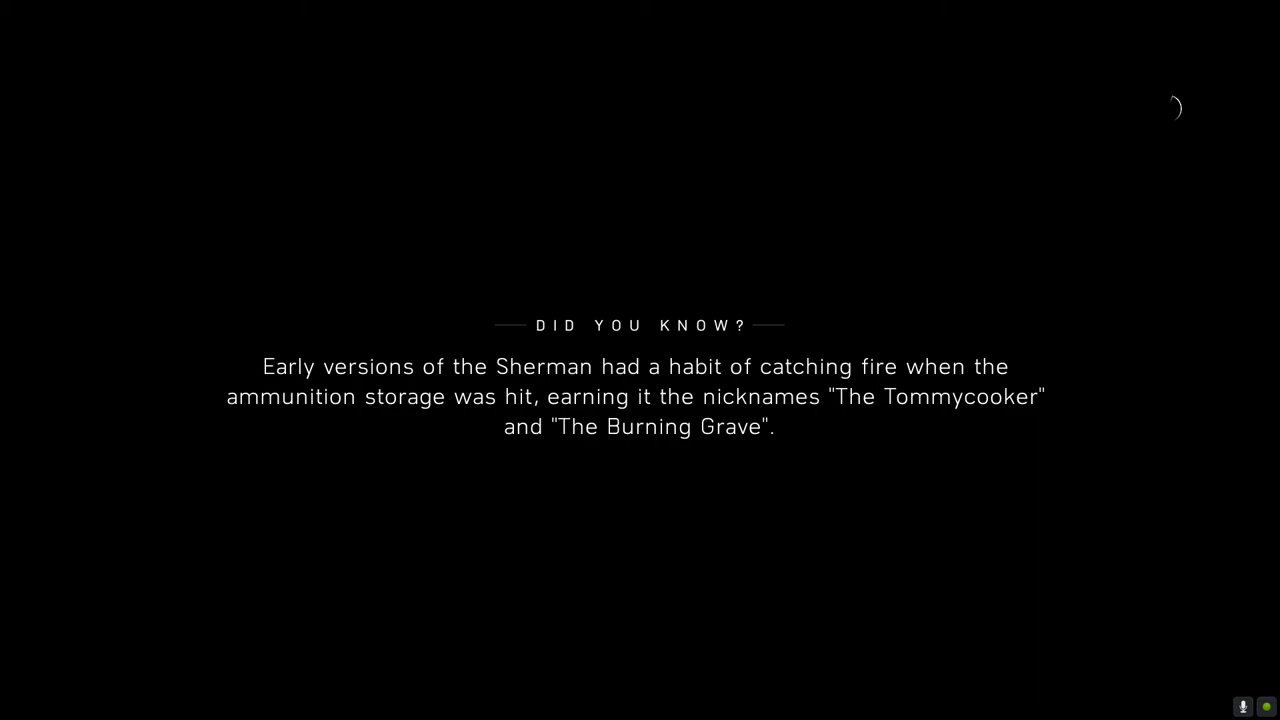 DID YOU KNOW?
Early versions of the Sherman had a habit of catching fire when the
ammunition storage was hit, earning it the nicknames "The Tommycooker"
and "The Burning Grave".